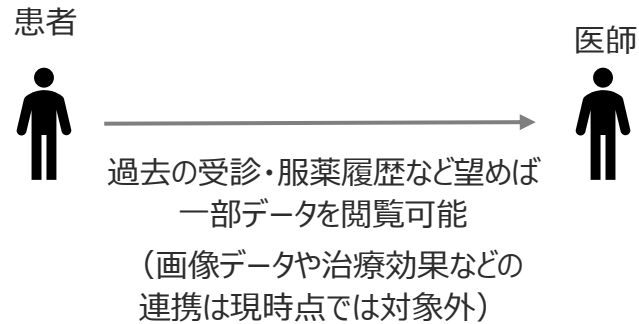 患者
医師
過去の受診・服薬履歴など望めば
一部データを閲覧可能
（画像データや治療効果などの
連携は現時点では対象外）